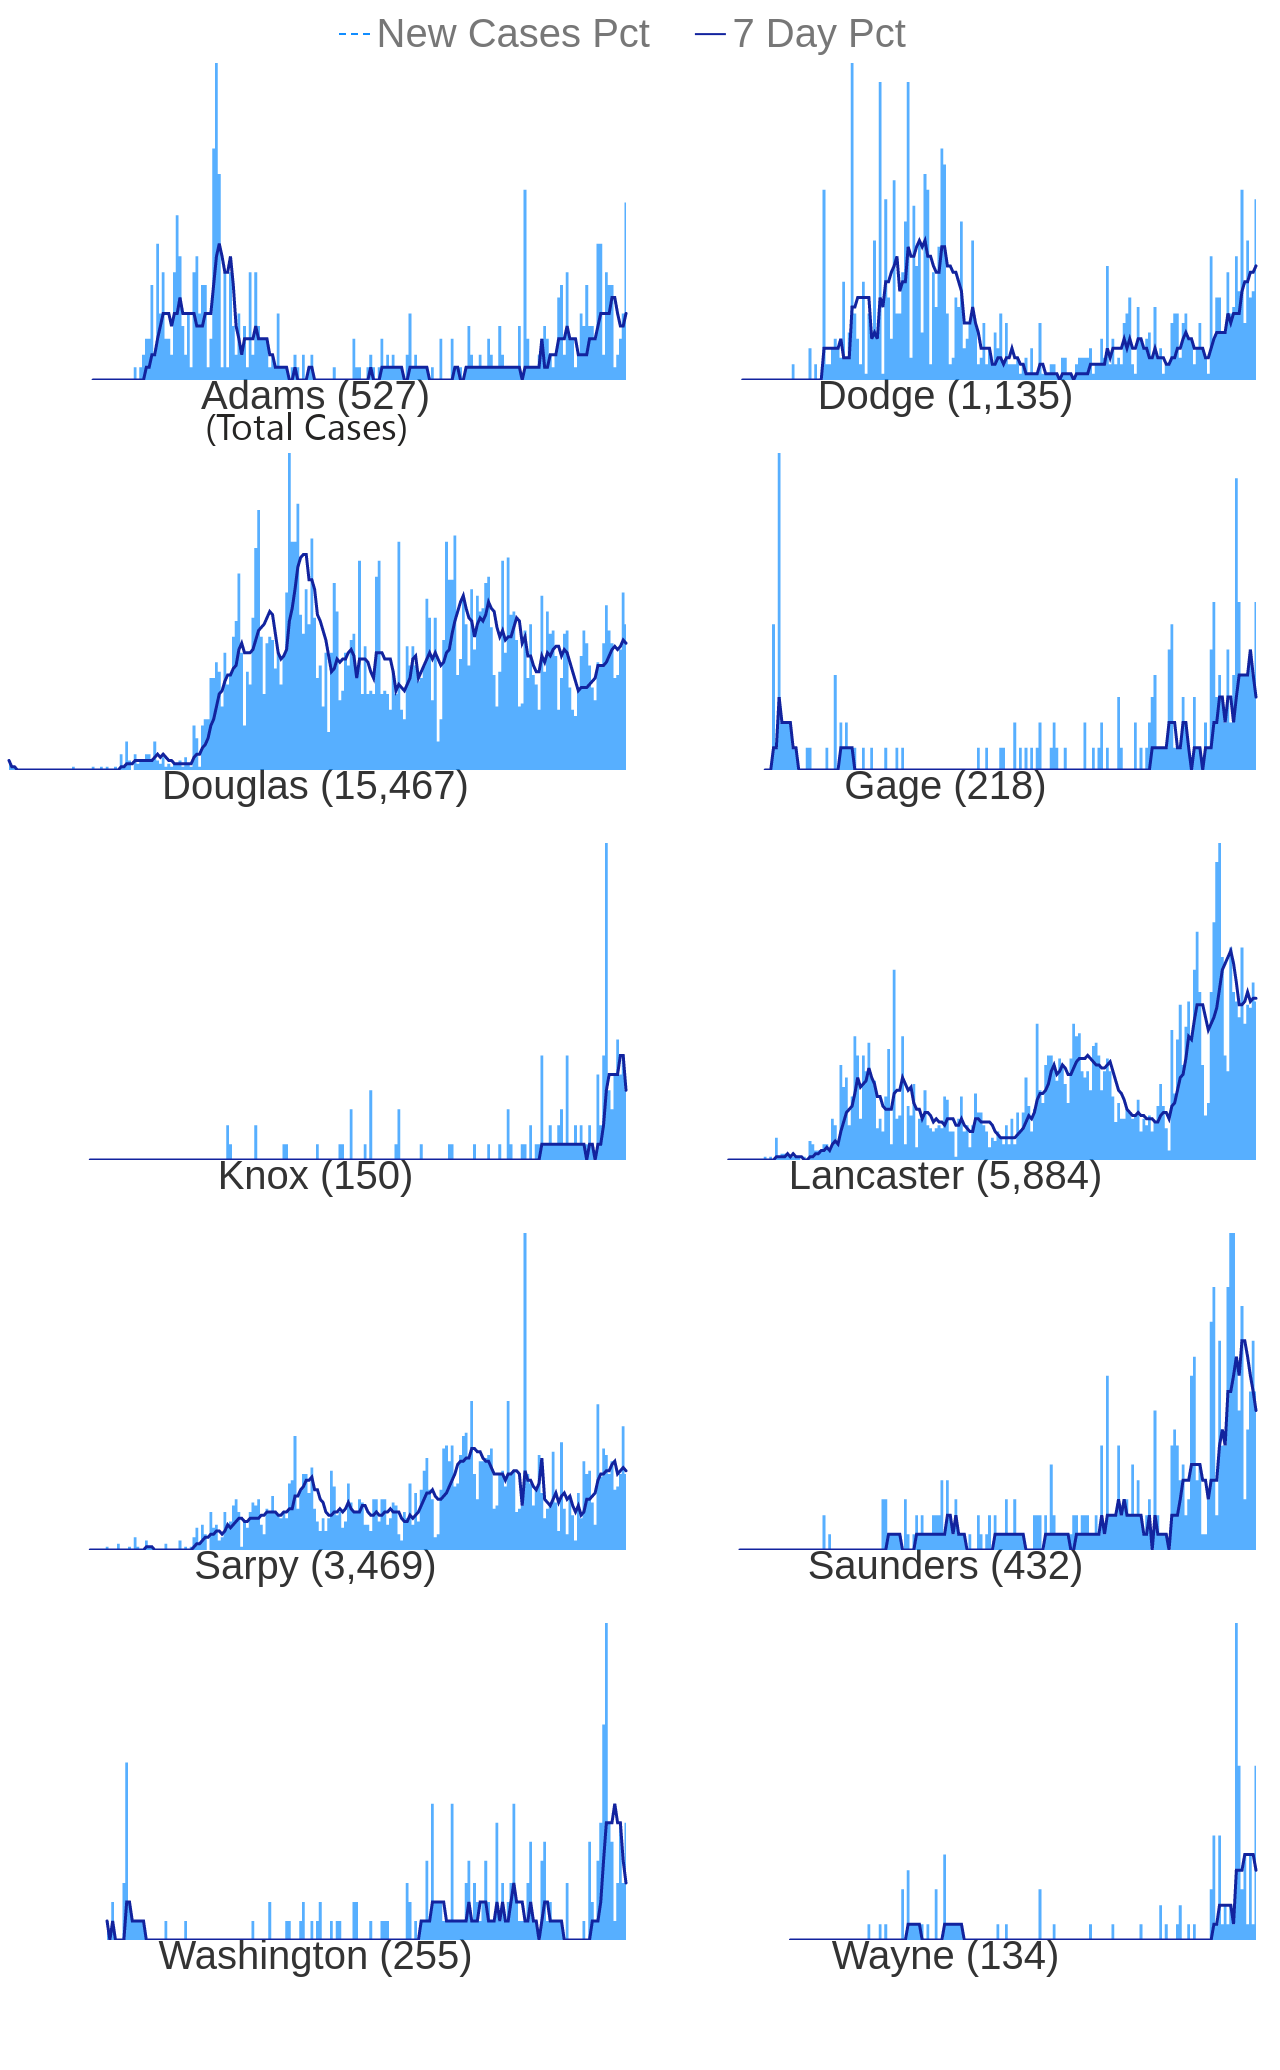 New Cases Pct 7 Day Pct
Adams (527) Dodge (1,135)
(Total Cases)
Douglas (15,467) Gage (218)
Knox (150) Lancaster (5,884)
Sarpy (3,469) Saunders (432)
Washington (255) Wayne (134)